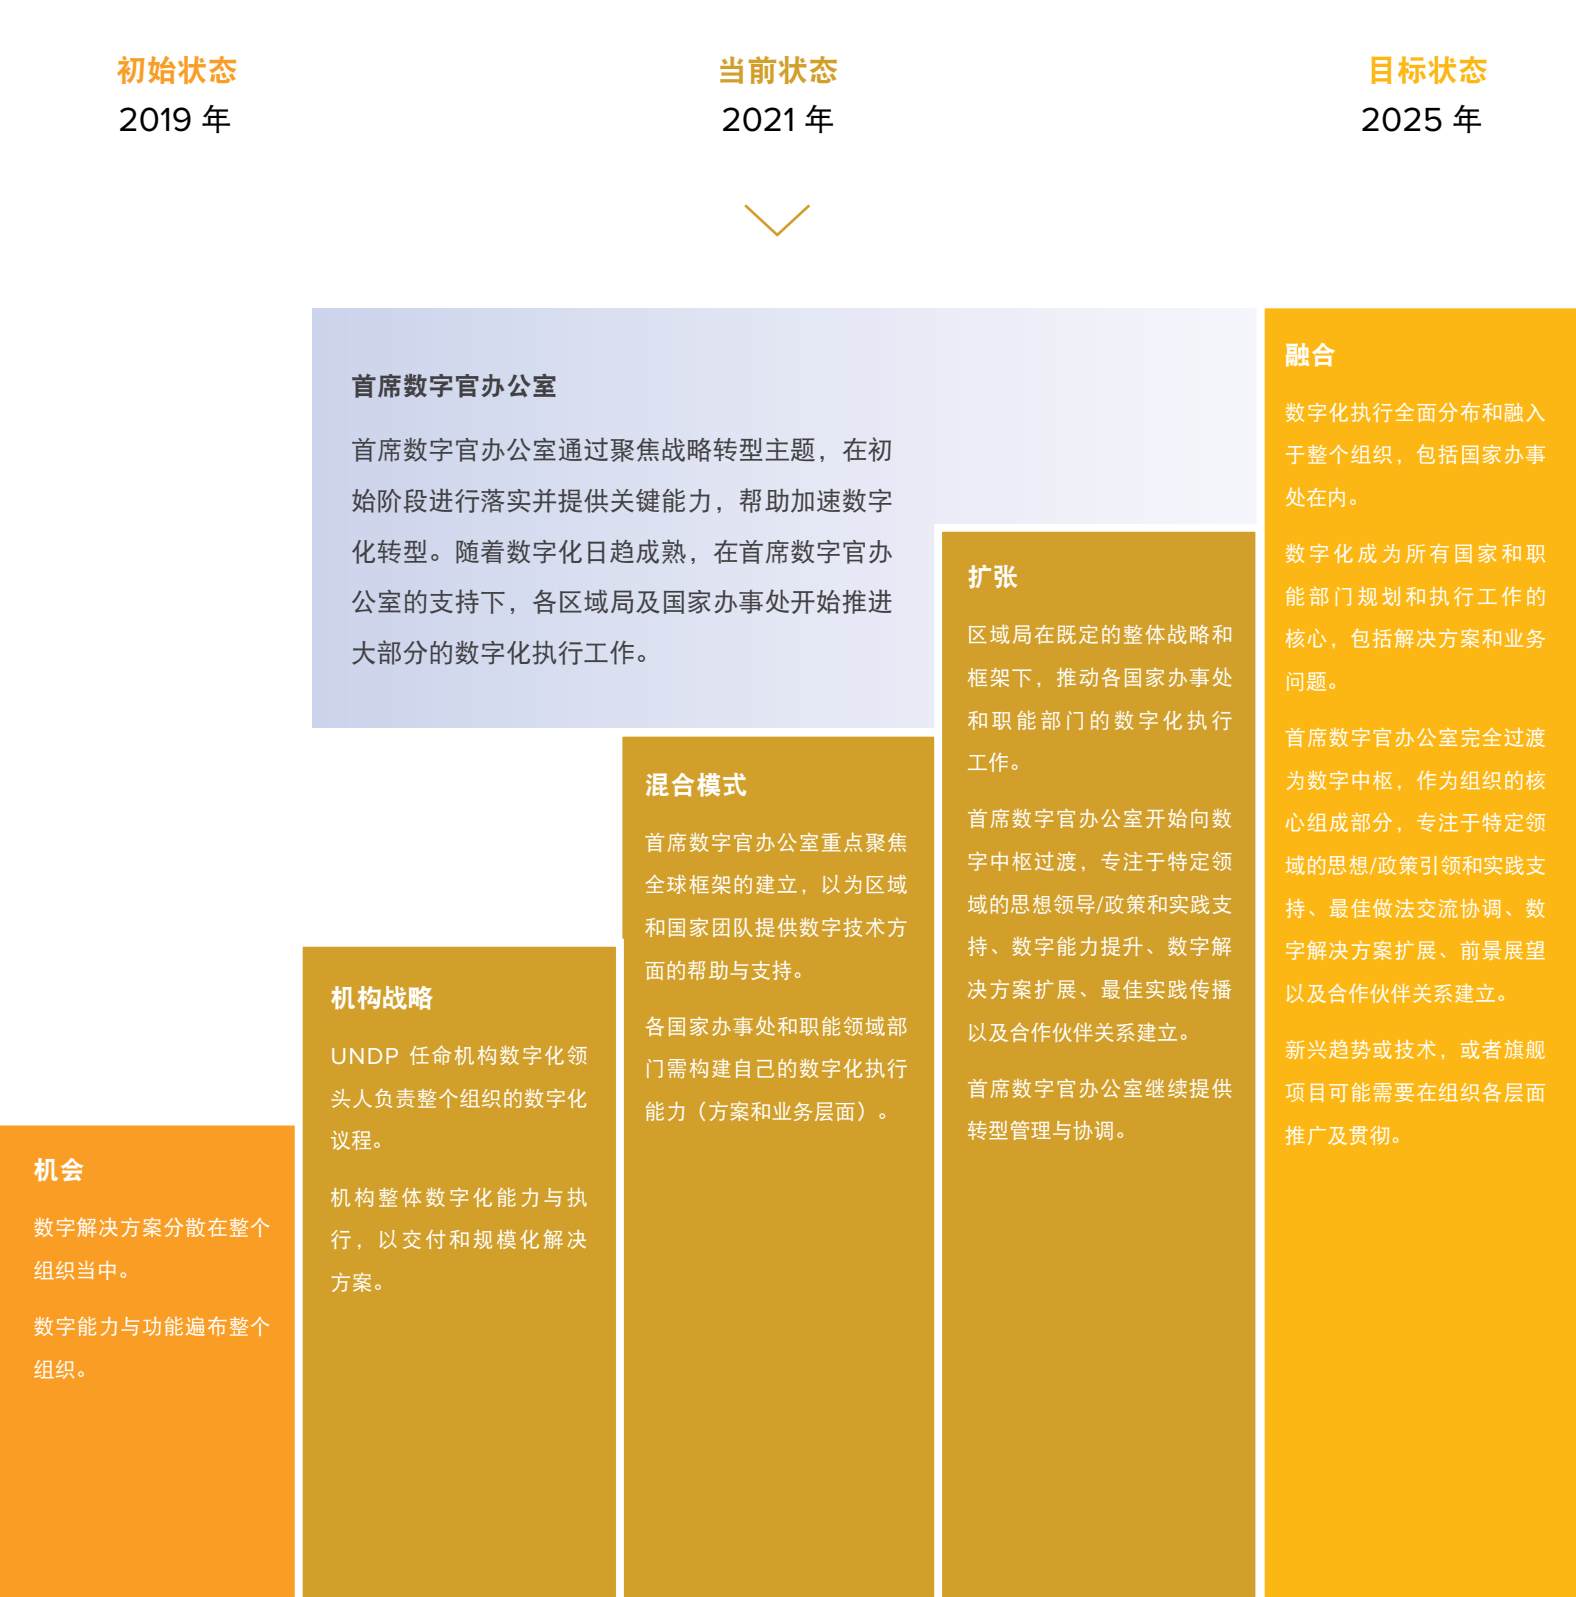 初始状态
2019 年
当前状态
2021 年
目标状态
2025 年
首席数字官办公室
首席数字官办公室通过聚焦战略转型主题，在初
始阶段进行落实并提供关键能力，帮助加速数字
化转型。随着数字化日趋成熟，在首席数字官办
公室的支持下，各区域局及国家办事处开始推进
大部分的数字化执行工作。
机会
数字解决方案分散在整个
组织当中。
数字能力与功能遍布整个
组织。
机构战略
UNDP 任命机构数字化领
头人负责整个组织的数字化
议程。
机构整体数字化能力与执
行，以交付和规模化解决
方案。
混合模式
首席数字官办公室重点聚焦
全球框架的建立，以为区域
和国家团队提供数字技术方
面的帮助与支持。
各国家办事处和职能领域部
门需构建自己的数字化执行
能力（方案和业务层面）。
扩张
区域局在既定的整体战略和
框架下，推动各国家办事处
和职能部门的数字化执行
工作。
首席数字官办公室开始向数
字中枢过渡，专注于特定领
域的思想领导/政策和实践支
持、数字能力提升、数字解
决方案扩展、最佳实践传播
以及合作伙伴关系建立。
首席数字官办公室继续提供
转型管理与协调。
融合
数字化执行全面分布和融入
于整个组织，包括国家办事
处在内。
数字化成为所有国家和职
能部门规划和执行工作的
核心，包括解决方案和业务
问题。
首席数字官办公室完全过渡
为数字中枢，作为组织的核
心组成部分，专注于特定领
域的思想/政策引领和实践支
持、最佳做法交流协调、数
字解决方案扩展、前景展望
以及合作伙伴关系建立。
新兴趋势或技术，或者旗舰
项目可能需要在组织各层面
推广及贯彻。